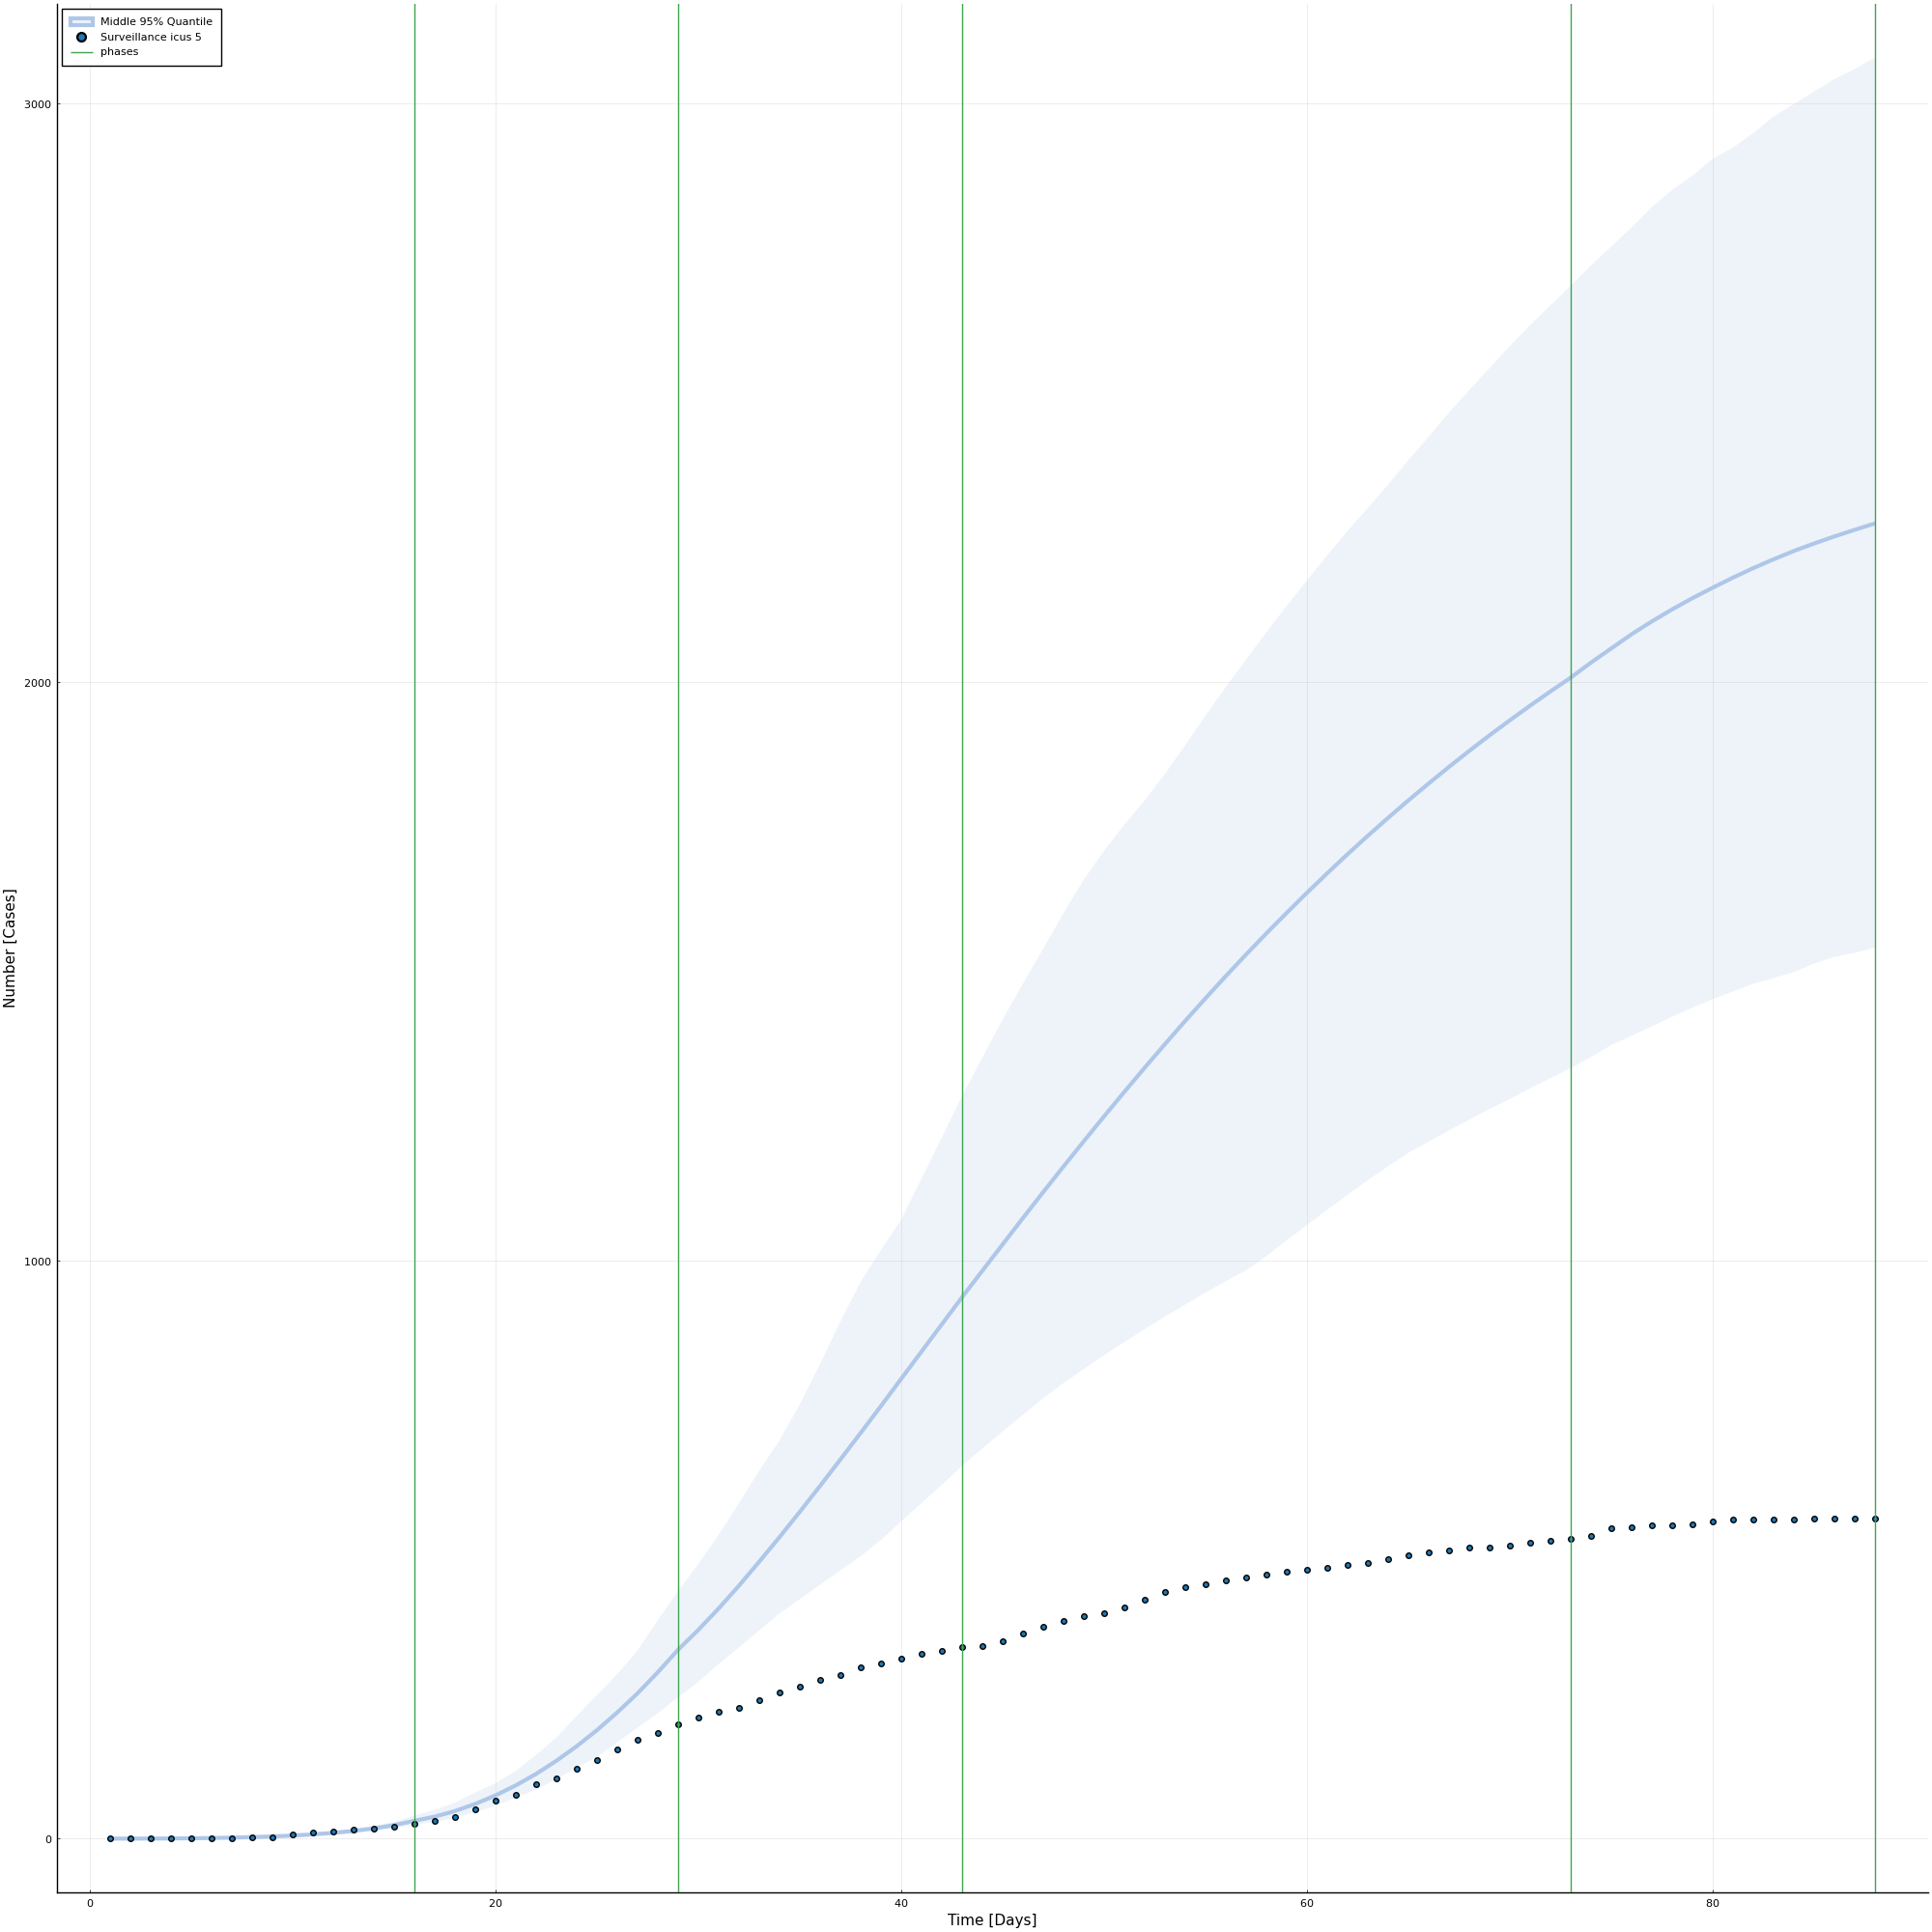 Middle 95% Quantile
Surveillance icus 5
phases
3000
2000
1000
0
Number [Cases]
0 20 40 60 80
Time [Days]